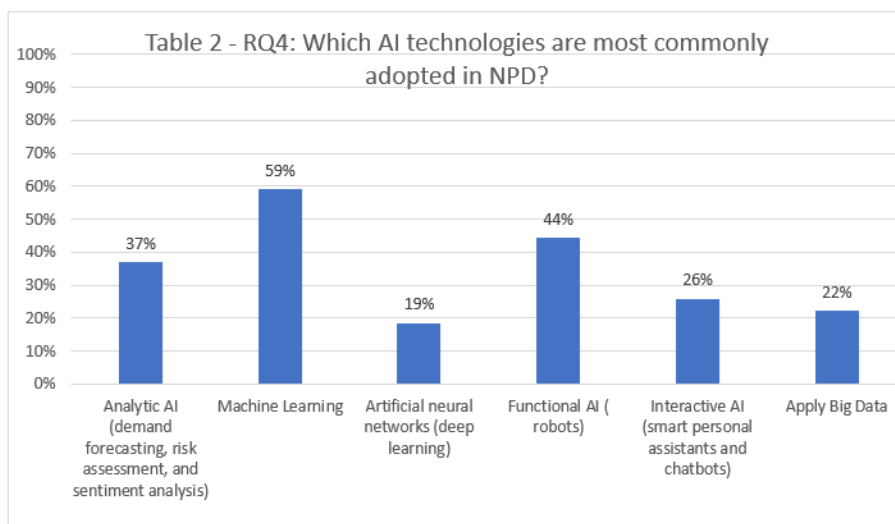 Table 2 - RQ4: Which AI technologies are most commonly
adopted in NPD?
100%
90%
80%
70%
60%
50%
40%
30%
20%
10%
0%
37%
59%
19%
44%
26%
22%
Analytic AI
(demand
forecasting, risk
assessment, and
sentiment analysis)
Machine Learning
Artificial neural
networks (deep
learning)
Functional AI (
robots)
Interactive AI
(smart personal
assistants and
chatbots)
Apply Big Data